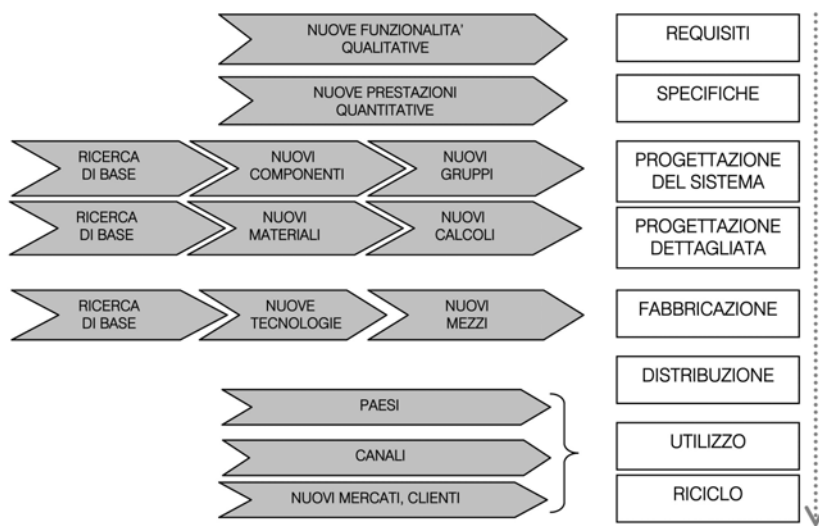 NUOVE FUNZIONALITA'
QUALITATIVE
REQUISITI
NUOVE PRESTAZIONI
QUANTITATIVE
SPECIFICHE
RICERCA
DI BASE
NUOVI
COMPONENTI
NUOVI
GRUPPI
PROGETTAZIONE
DEL SISTEMA
RICERCA
DI BASE
NUOVI
MATERIALI
NUOVI
CALCOLI
PROGETTAZIONE
DETTAGLIATA
RICERCA
DI BASE
NUOVE
TECNOLOGIE
NUOVI
MEZZI
FABBRICAZIONE
DISTRIBUZIONE
PAESI
UTILIZZO
CANALI
RICICLO
NUOVI MERCATI, CLIENTI